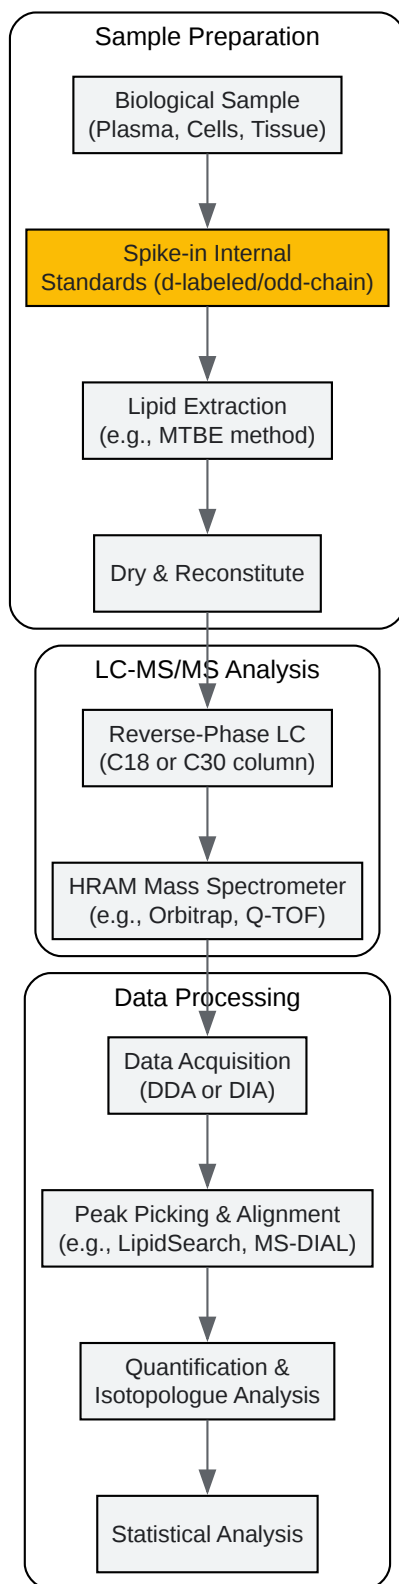 Sample Preparation
Biological Sample
(Plasma, Cells, Tissue)
Spike-in Internal
Standards (d-labeled/odd-chain)
Lipid Extraction
(e.g., MTBE method)
Dry & Reconstitute
LC-MS/MS Analysis
Reverse-Phase LC
(C18 or C30 column)
HRAM Mass Spectrometer
(e.g., Orbitrap, Q-TOF)
Data Processing
Data Acquisition
(DDA or DIA)
Peak Picking & Alignment
(e.g., LipidSearch, MS-DIAL)
Quantification &
Isotopologue Analysis
Statistical Analysis